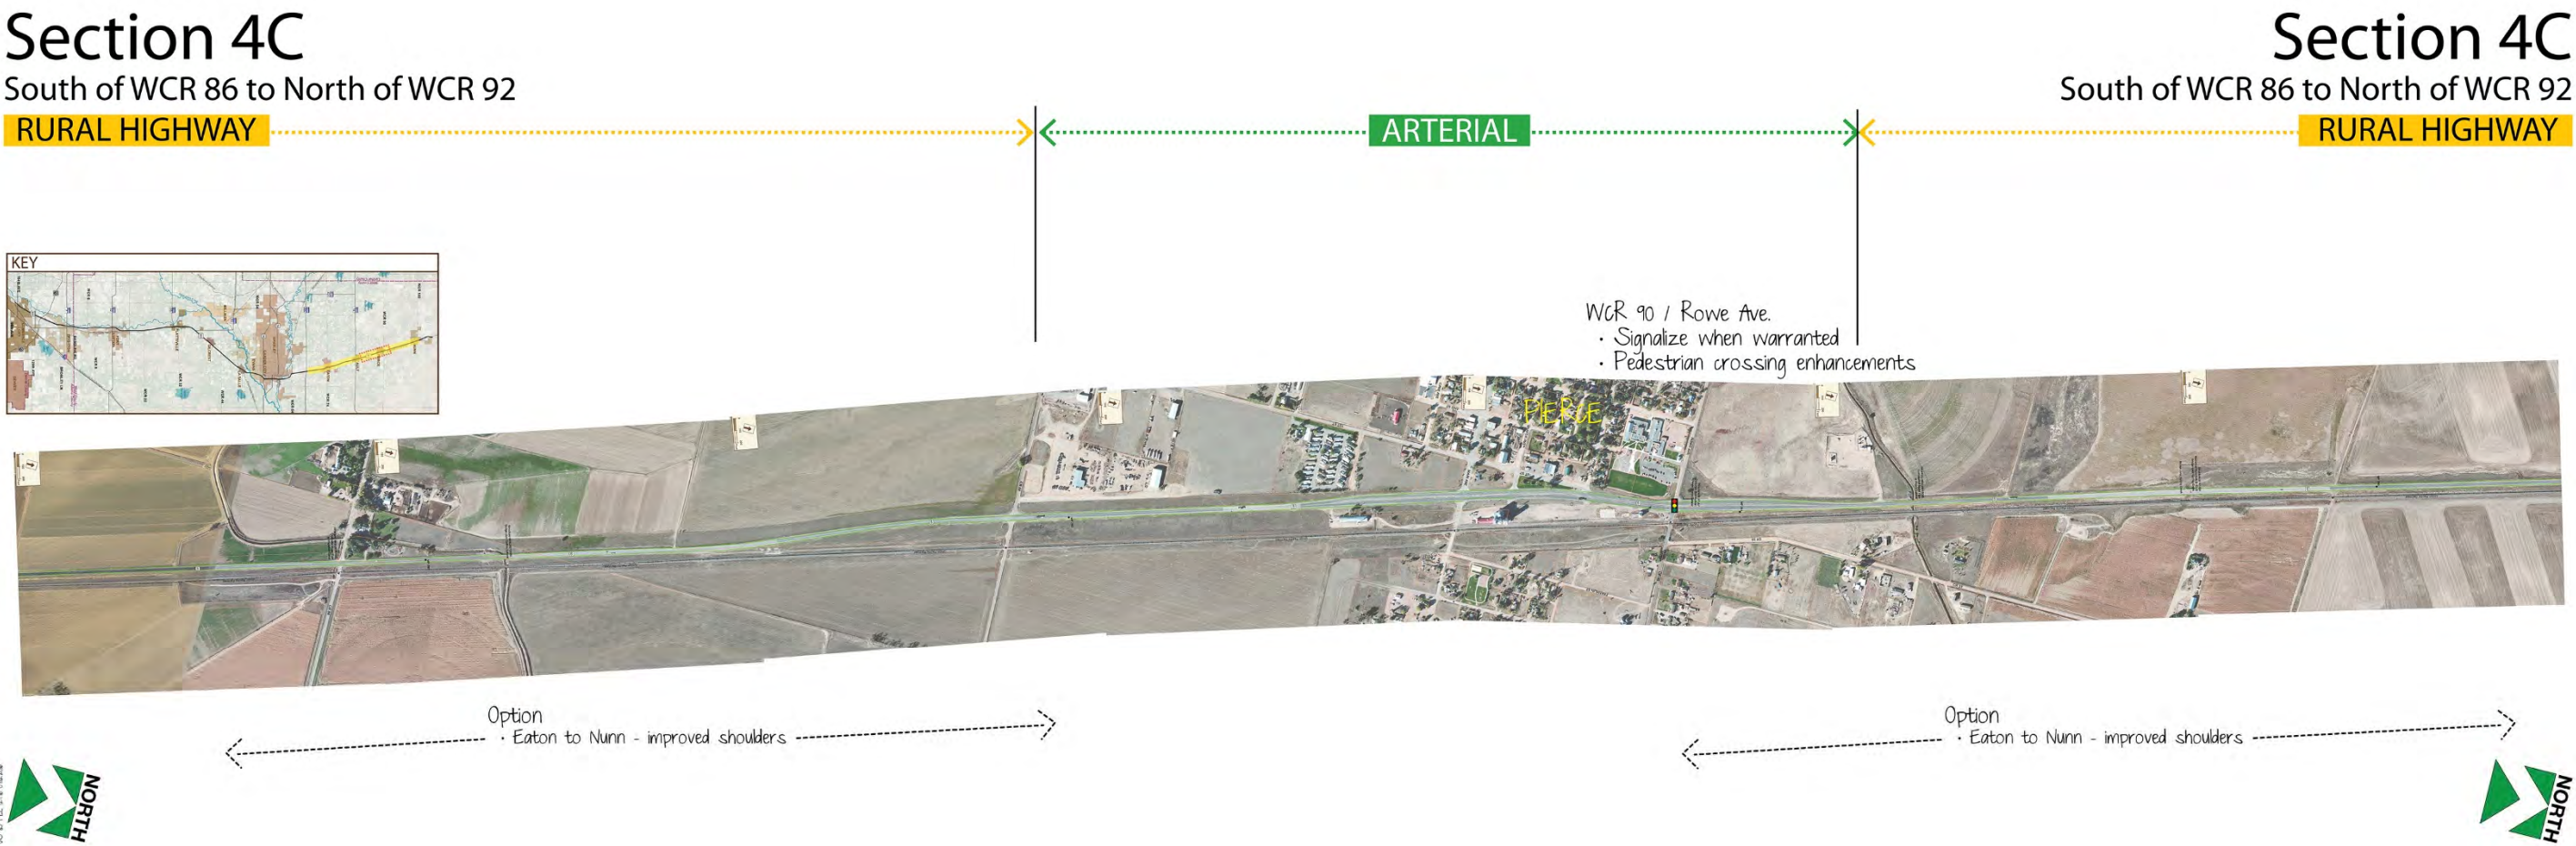 Section 4C
South of WCR 86 to North of WCR 92
RURAL HIGHWAY
ARTERIAL
Section 4C
South of WCR 86 to North of WCR 92
RURAL HIGHWAY
KEY
WCR 90 / Rowe Ave.
· Signalize when warranted
· Pedestrian crossing enhancements
PIERCE
Option
· Eaton to Nunn - improved shoulders
Option
· Eaton to Nunn - improved shoulders
NORTH
NORTH